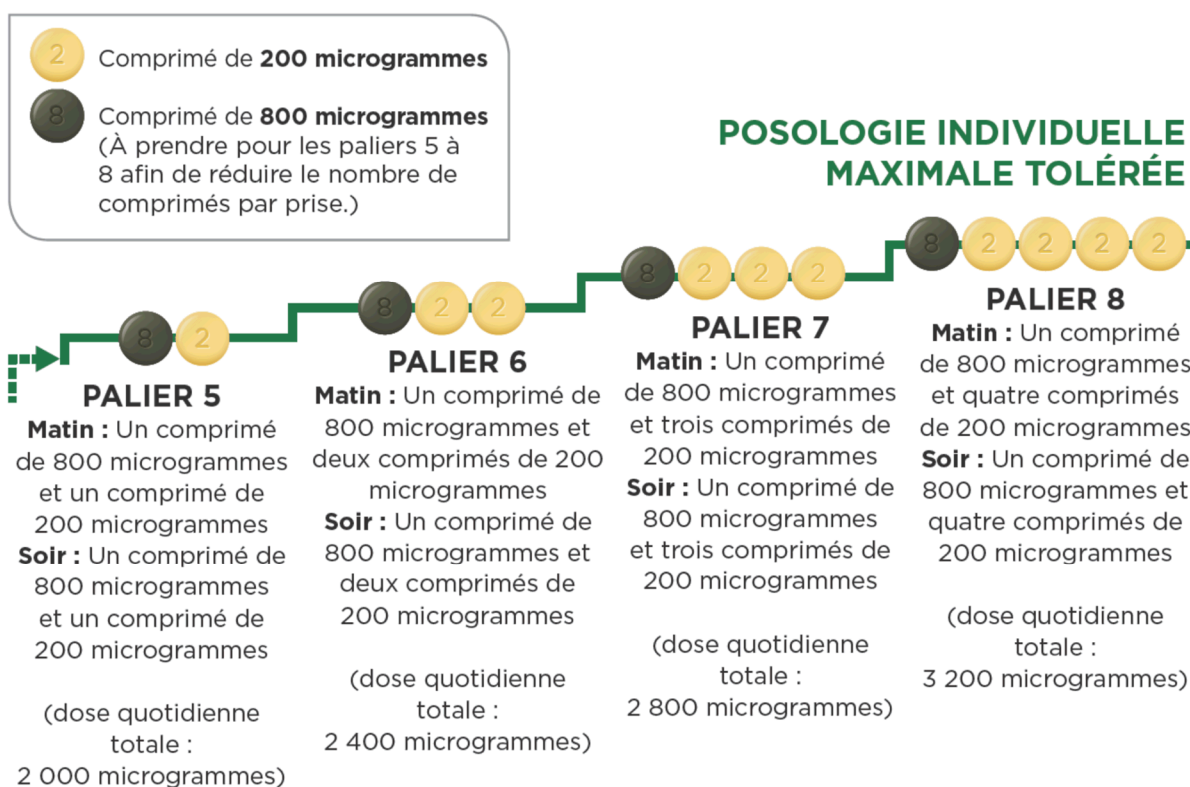 2 Comprimé de 200 microgrammes
8 Comprimé de 800 microgrammes
(À prendre pour les paliers 5 à
8 afin de réduire le nombre de
comprimés par prise.)
POSOLOGIE INDIVIDUELLE
MAXIMALE TOLÉRÉE
8 2
PALIER 5
Matin : Un comprimé
de 800 microgrammes
et un comprimé de
200 microgrammes
Soir : Un comprimé de
800 microgrammes
et un comprimé de
200 microgrammes
(dose quotidienne
totale :
2 000 microgrammes)
8 2 2
PALIER 6
Matin : Un comprimé de
800 microgrammes et
deux comprimés de 200
microgrammes
Soir : Un comprimé de
800 microgrammes et
deux comprimés de
200 microgrammes
(dose quotidienne
totale :
2 400 microgrammes)
8 2 2 2
PALIER 7
Matin : Un comprimé
de 800 microgrammes
et trois comprimés de
200 microgrammes
Soir : Un comprimé de
800 microgrammes
et trois comprimés de
200 microgrammes
(dose quotidienne
totale :
2 800 microgrammes)
8 2 2 2 2
PALIER 8
Matin : Un comprimé
de 800 microgrammes
et quatre comprimés
de 200 microgrammes
Soir : Un comprimé de
800 microgrammes et
quatre comprimés de
200 microgrammes
(dose quotidienne
totale :
3 200 microgrammes)